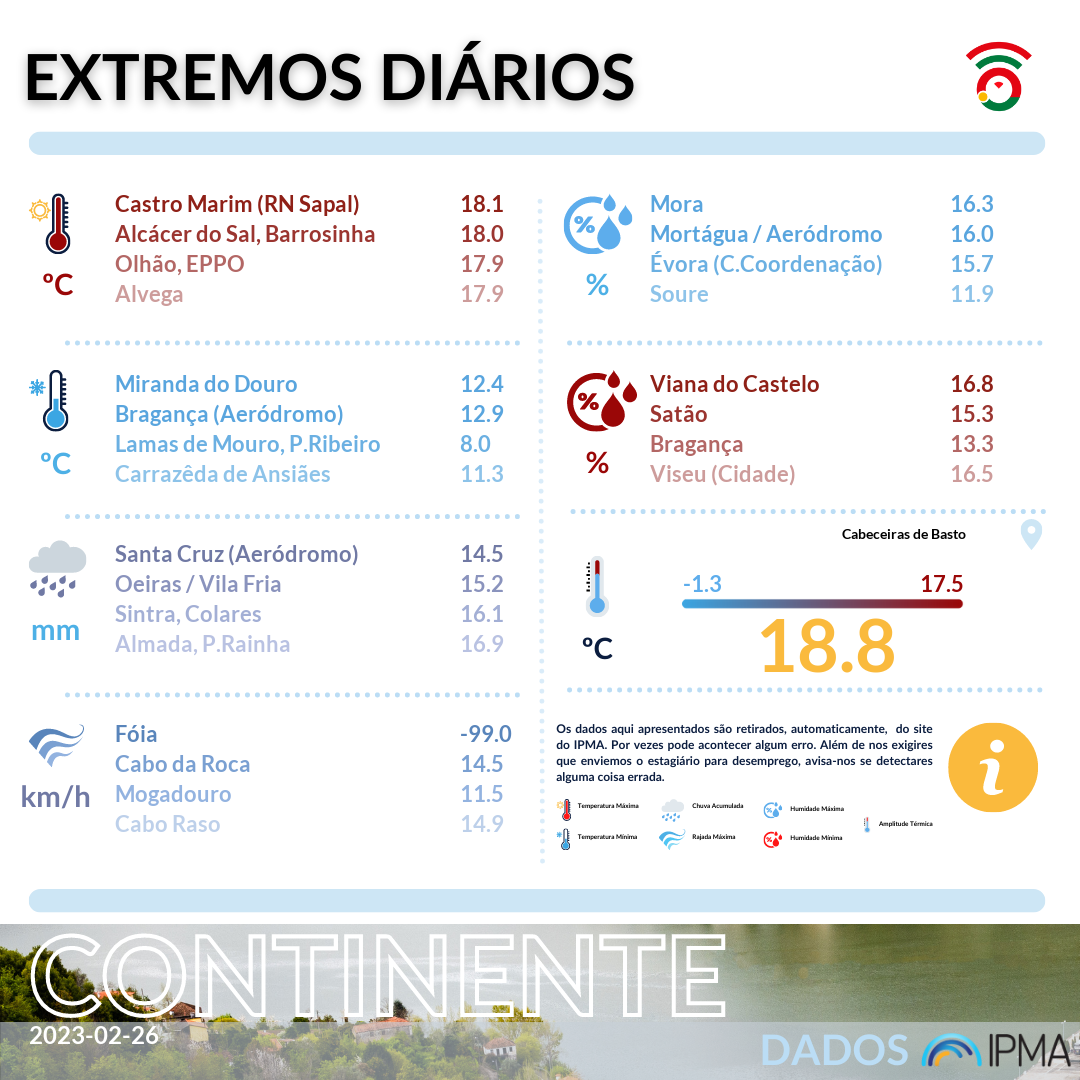 EXTREMOS DIÁRIOS
Castro Marim (RN Sapal) 18.1
Alcácer do Sal, Barrosinha 18.0
Olhão, EPPO 17.9
Alvega 17.9
ºC
Mora 16.3
Mortágua / Aeródromo 16.0
Évora (C.Coordenação) 15.7
Soure 11.9
%
%
Miranda do Douro 12.4
Bragança (Aeródromo) 12.9
Lamas de Mouro, P.Ribeiro 8.0
Carrazêda de Ansiães 11.3
ºC
Viana do Castelo 16.8
Satão 15.3
Bragança 13.3
Viseu (Cidade) 16.5
%
%
Santa Cruz (Aeródromo) 14.5
Oeiras / Vila Fria 15.2
Sintra, Colares 16.1
Almada, P.Rainha 16.9
mm
Cabeceiras de Basto
-1.3 17.5
18.8
ºC
Fóia -99.0
Cabo da Roca 14.5
Mogadouro 11.5
Cabo Raso 14.9
km/h
Os dados aqui apresentados são retirados, automaticamente, do site
do IPMA. Por vezes pode acontecer algum erro. Além de nos exigires
que enviemos o estagiário para desemprego, avisa-nos se detectares
alguma coisa errada.
i
Temperatura Máxima
Chuva Acumulada
Humidade Máxima
Amplitude Térmica
Temperatura Mínima
Rajada Máxima
Humidade Mínima
CONTINENTE
2023-02-26
DADOS IPMA